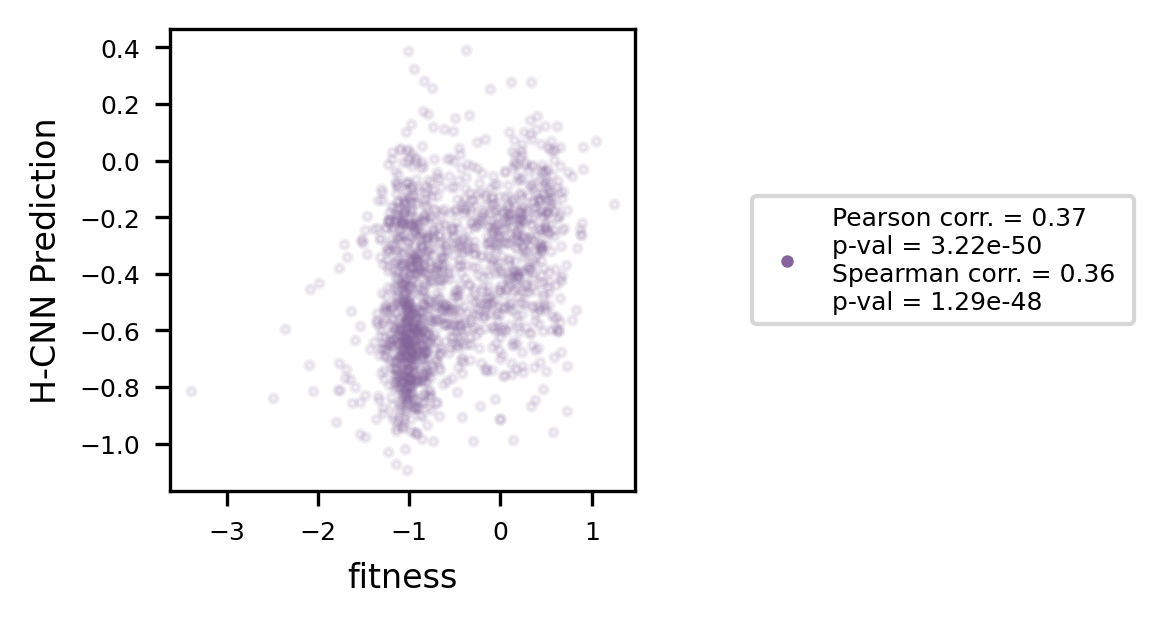 H-CNN Prediction
0.4
0.2
0.0
−0.2
−0.4
−0.6
−0.8
−1.0
−3
−2
−1
0
1
fitness
Pearson corr. = 0.37
p-val = 3.22e-50
Spearman corr. = 0.36
p-val = 1.29e-48